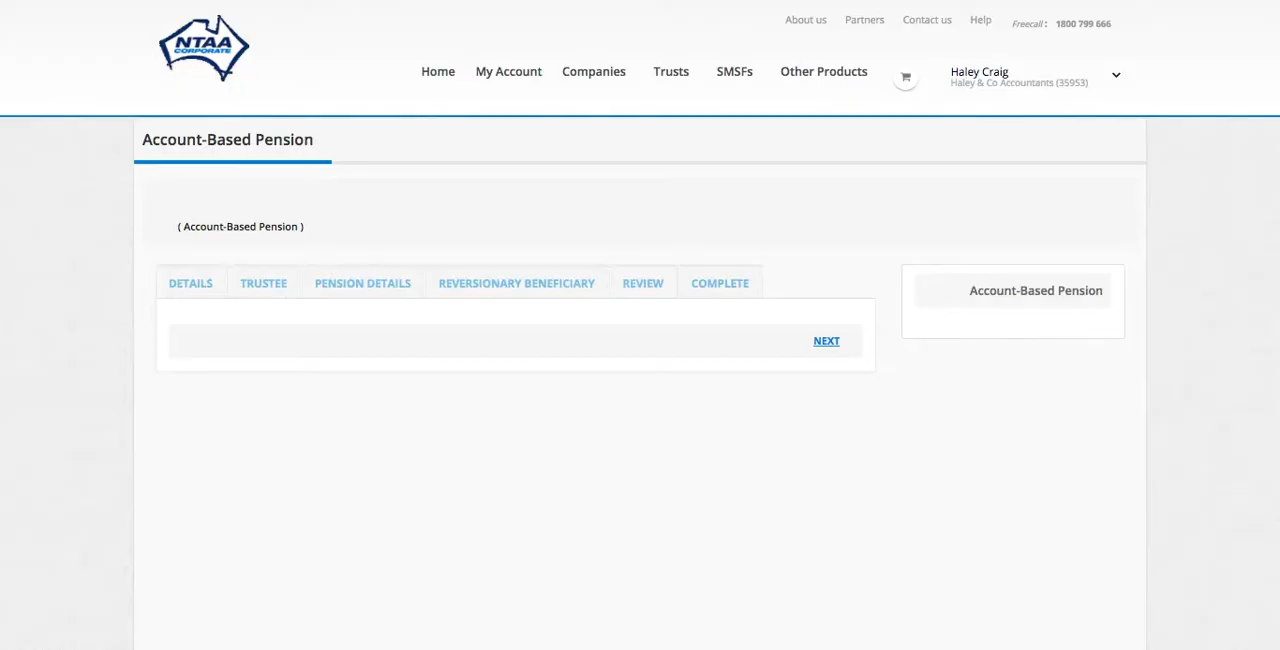 About us Partners Contact us Help Freecall : 1800 799 666
NTAA
CORPORATE
Home My Account Companies Trusts SMSFs Other Products Haley Craig
Haley & Co Accountants (35953)
Account-Based Pension
( Account-Based Pension )
DETAILS TRUSTEE PENSION DETAILS REVERSIONARY BENEFICIARY REVIEW COMPLETE
Account-Based Pension
NEXT